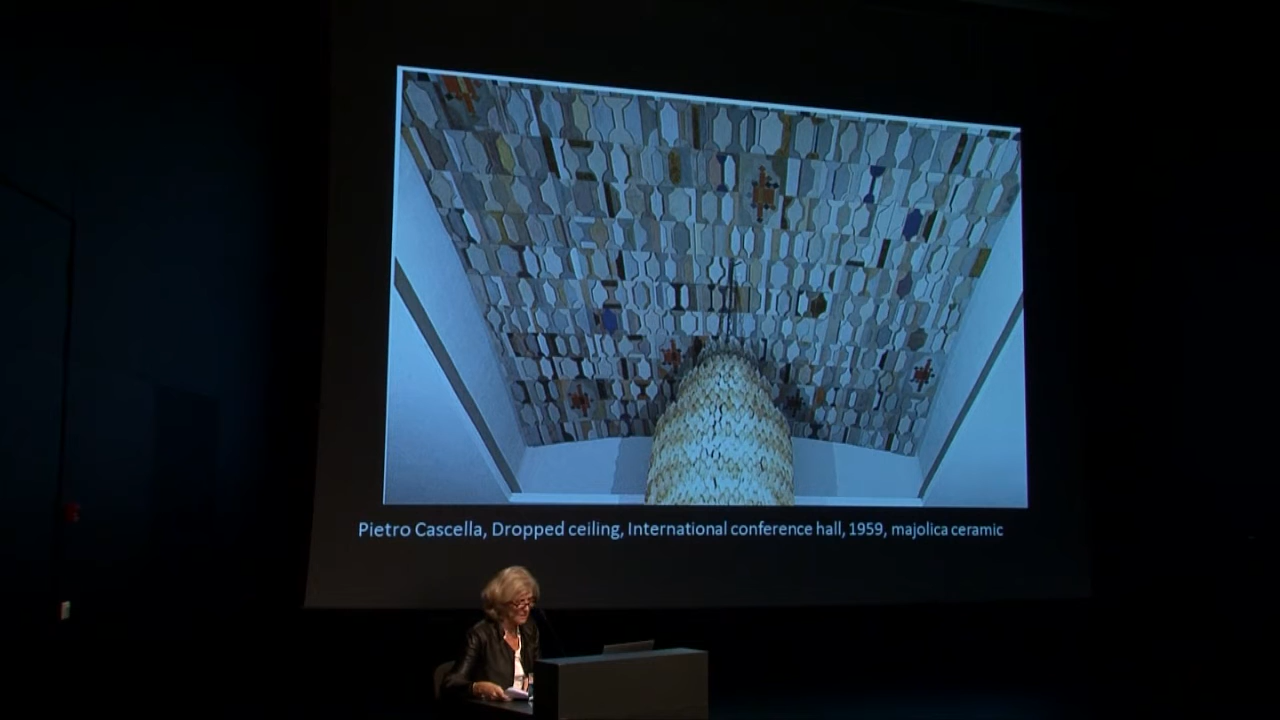 Pietro Cascella, Dropped ceiling, International conference hall, 1959, majolica ceramic